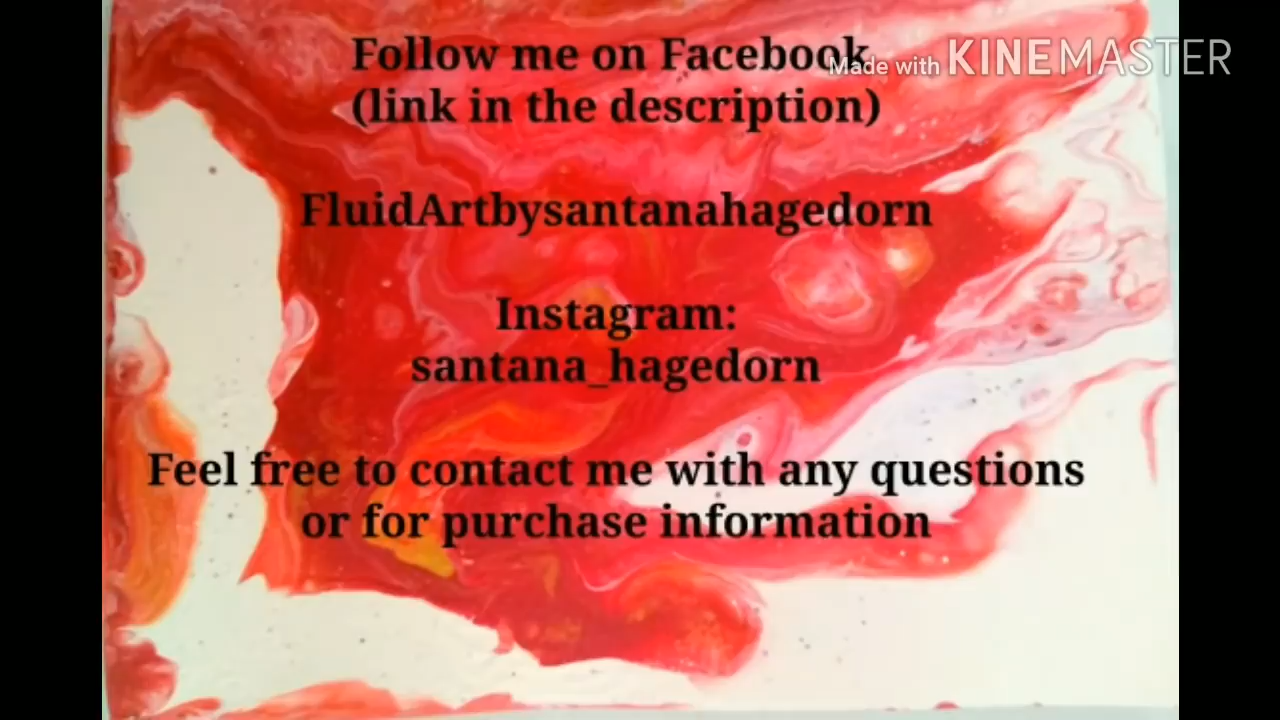 Follow me on Facebook
Made with KINEMASTER
(link in the description)
FluidArtbysantanahagedorn
Instagram:
santana_hagedorn
Feel free to contact me with any questions
or for purchase information